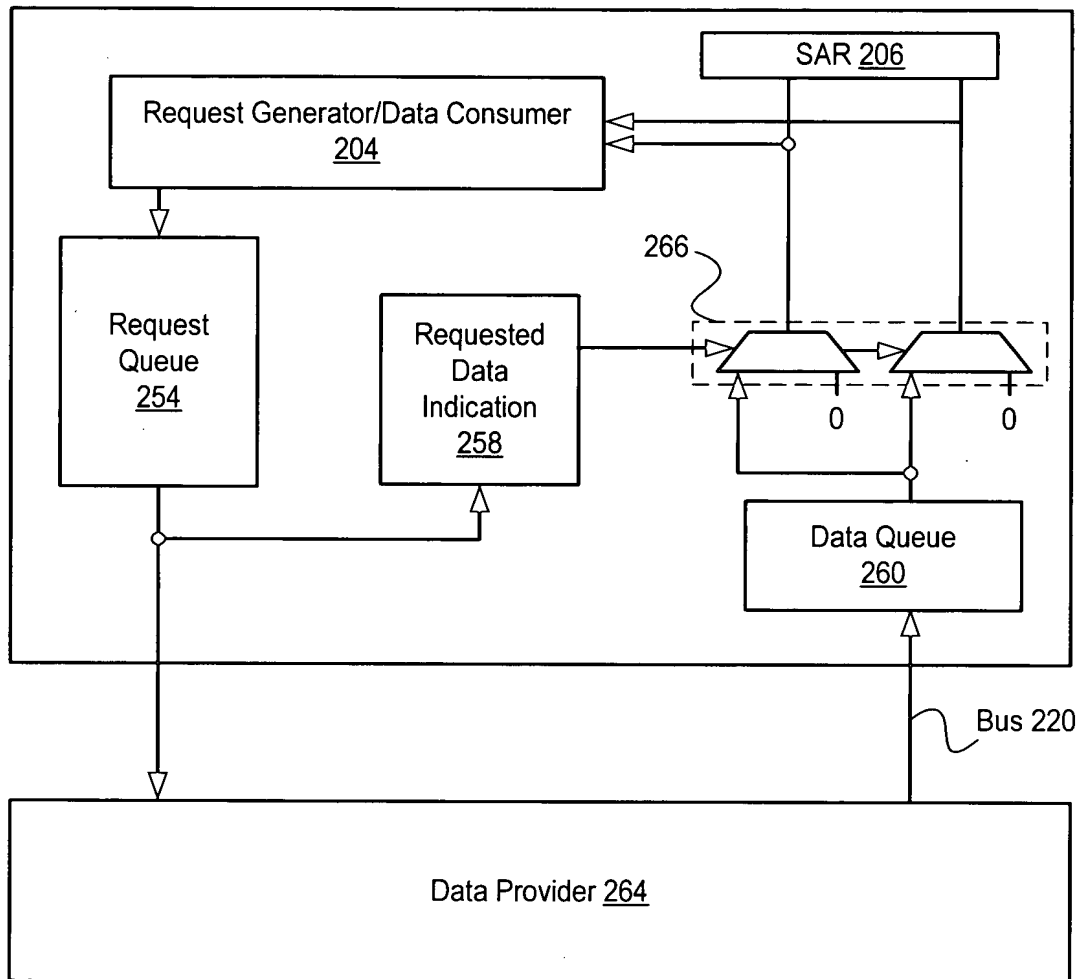 SAR 206
Request Generator/Data Consumer
204
266
Request
Queue
254
Requested
Data
Indication
258
0
0
Data Queue
260
Bus 220
Data Provider 264